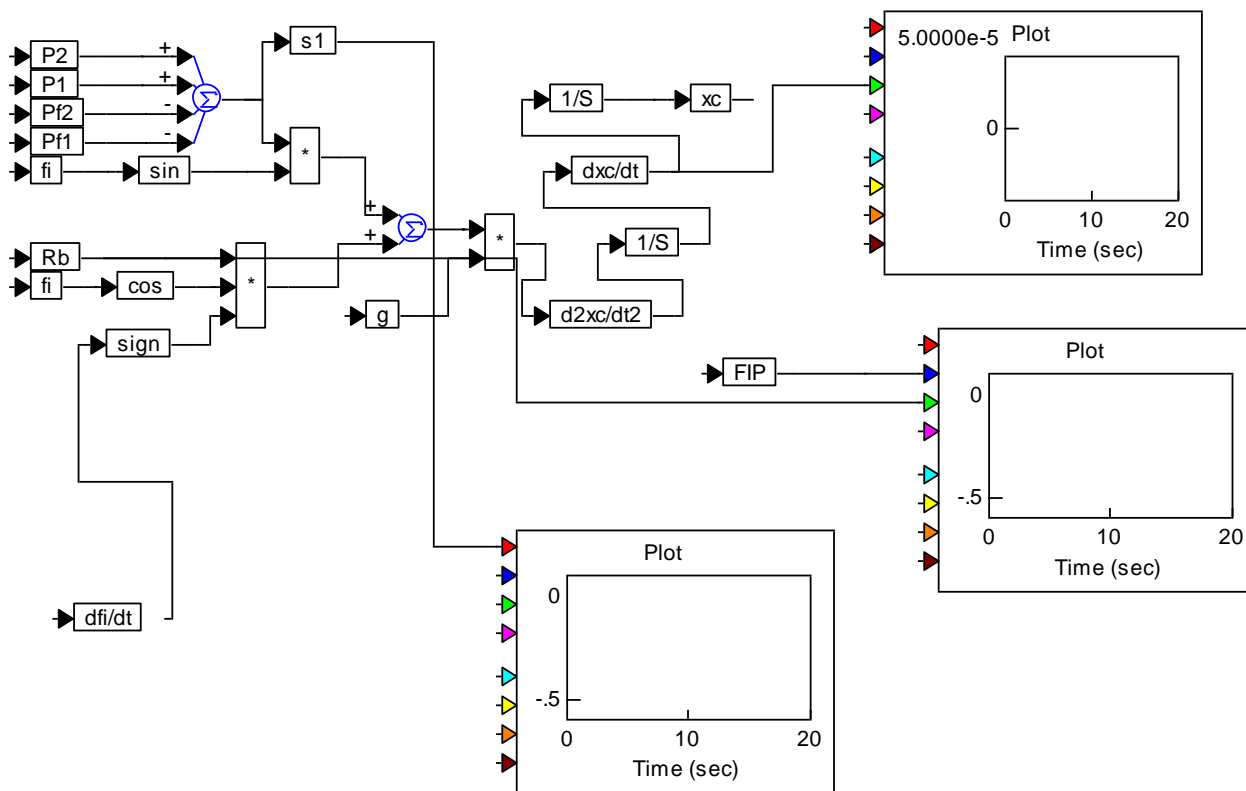 P2
+
P1
+
Pf2
-
Pf1
-
Σ
s1
fi
sin
*
+
+
Σ
*
Rb
fi
cos
*
sign
g
dfi/dt
1/S
xc
dxc/dt
1/S
d2xc/dt2
5.0000e-5
Plot
0
0 10 20
Time (sec)
FIP
Plot
0
-.5
0 10 20
Time (sec)
Plot
0
-.5
0 10 20
Time (sec)